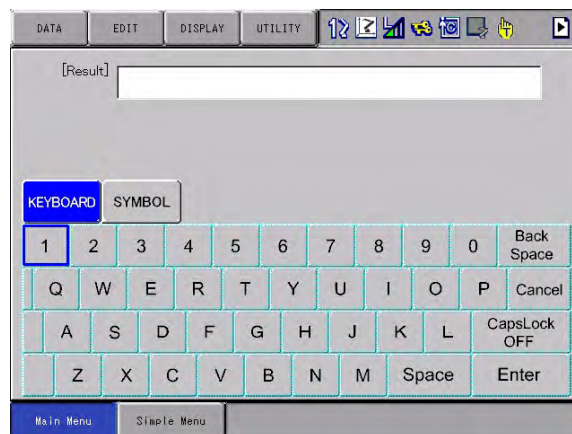 DATA EDIT DISPLAY UTILITY
[Result]
KEYBOARD SYMBOL
1 2 3 4 5 6 7 8 9 0 Back Space
Q W E R T Y U I O P Cancel
A S D F G H J K L CapsLock OFF
Z X C V B N M Space Enter
Main Menu Simple Menu